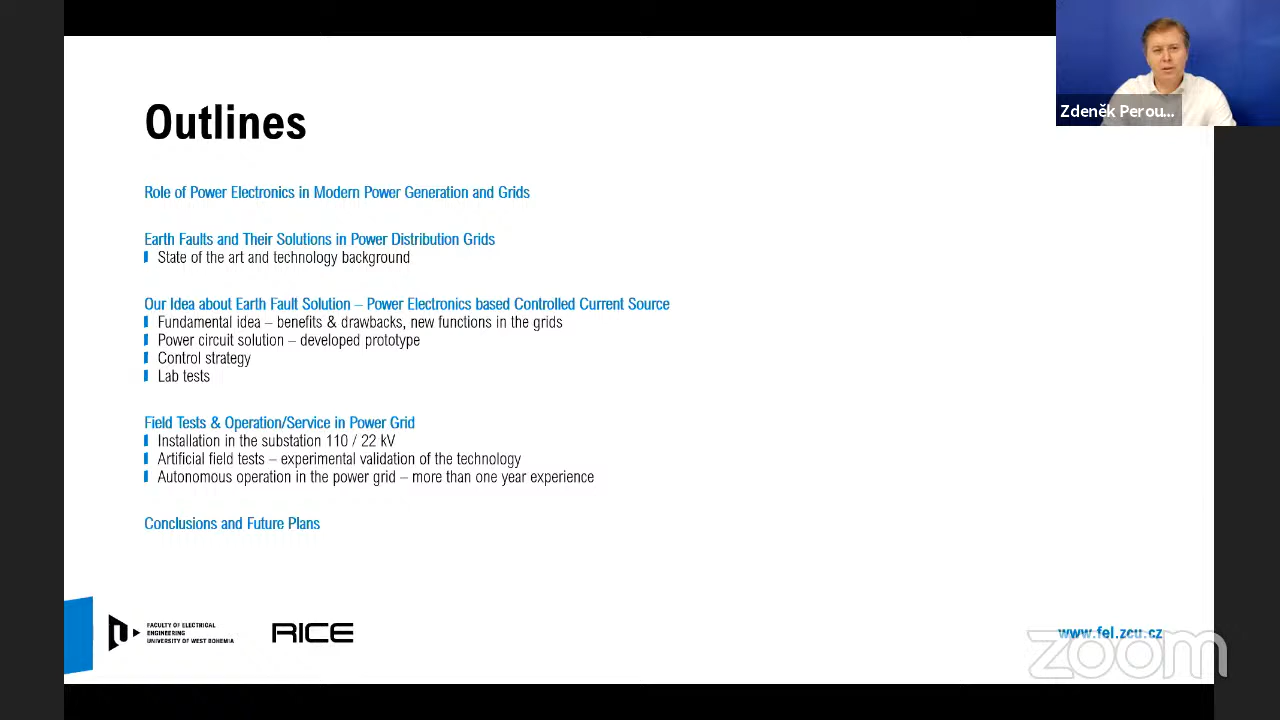 Outlines
Zdeněk Perou...
Role of Power Electronics in Modern Power Generation and Grids
Earth Faults and Their Solutions in Power Distribution Grids
State of the art and technology background
Our Idea about Earth Fault Solution – Power Electronics based Controlled Current Source
Fundamental idea – benefits & drawbacks, new functions in the grids
Power circuit solution – developed prototype
Control strategy
Lab tests
Field Tests & Operation/Service in Power Grid
Installation in the substation 110 / 22 kV
Artificial field tests – experimental validation of the technology
Autonomous operation in the power grid – more than one year experience
Conclusions and Future Plans
FACULTY OF ELECTRICAL
ENGINEERING
UNIVERSITY OF WEST BOHEMIA
RICE
www.fel.zcu.cz
zoom